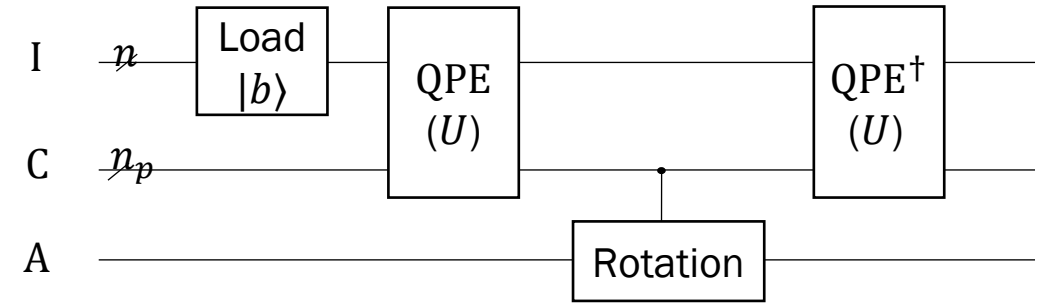 I
n
Load
|b⟩
QPE
(U)
QPE†
(U)
C
n_p
A
Rotation